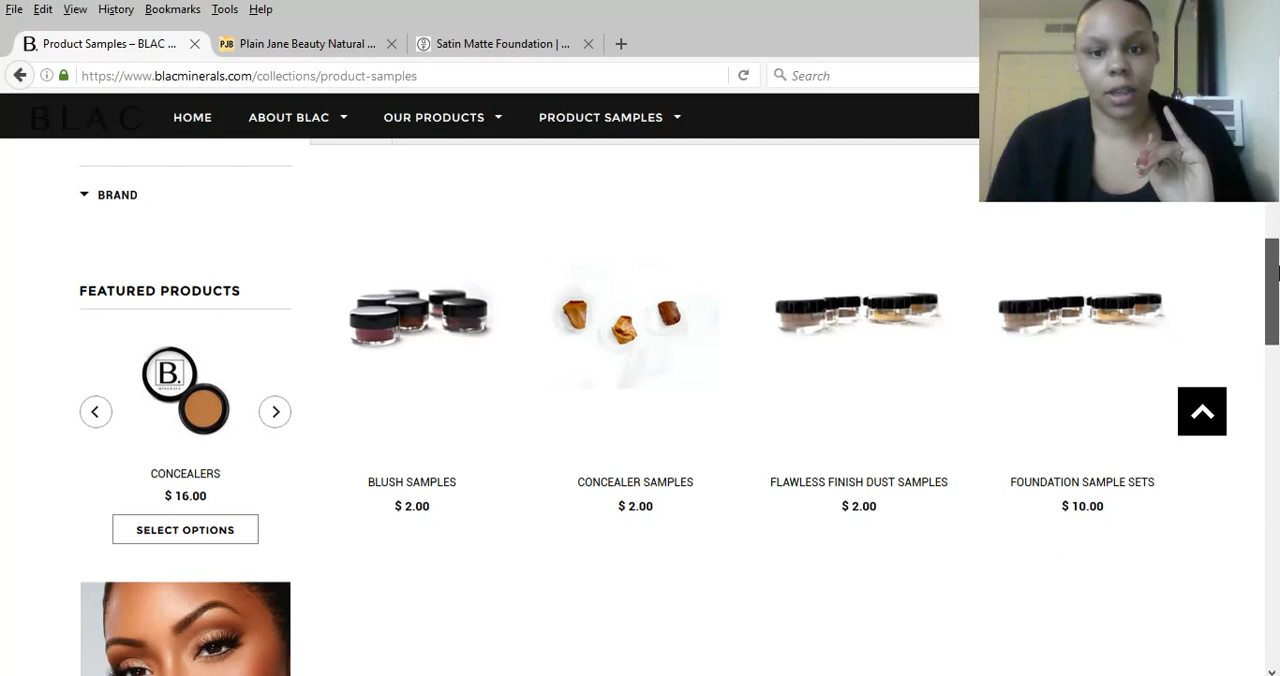 File Edit View History Bookmarks Tools Help
B. Product Samples – BLAC ... PJB Plain Jane Beauty Natural ... Satin Matte Foundation | ...
https://www.blacminerals.com/collections/product-samples Search
BLAC HOME ABOUT BLAC OUR PRODUCTS PRODUCT SAMPLES
BRAND
FEATURED PRODUCTS
B.
MINERALS
CONCEALERS
$ 16.00
SELECT OPTIONS
BLUSH SAMPLES CONCEALER SAMPLES FLAWLESS FINISH DUST SAMPLES FOUNDATION SAMPLE SETS
$ 2.00 $ 2.00 $ 2.00 $ 10.00